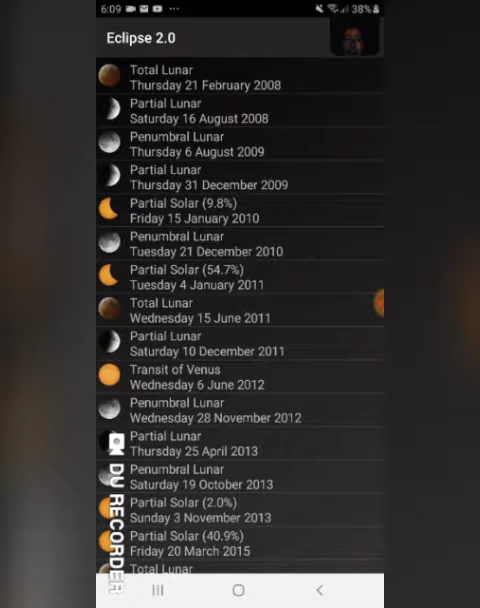 6:09
38%
Eclipse 2.0
Total Lunar
Thursday 21 February 2008
Partial Lunar
Saturday 16 August 2008
Penumbral Lunar
Thursday 6 August 2009
Partial Lunar
Thursday 31 December 2009
Partial Solar (9.8%)
Friday 15 January 2010
Penumbral Lunar
Tuesday 21 December 2010
Partial Solar (54.7%)
Tuesday 4 January 2011
Total Lunar
Wednesday 15 June 2011
Partial Lunar
Saturday 10 December 2011
Transit of Venus
Wednesday 6 June 2012
Penumbral Lunar
Wednesday 28 November 2012
Partial Lunar
Thursday 25 April 2013
Penumbral Lunar
Saturday 19 October 2013
Partial Solar (2.0%)
Sunday 3 November 2013
Partial Solar (40.9%)
Friday 20 March 2015
Total Lunar
DU RECORDER